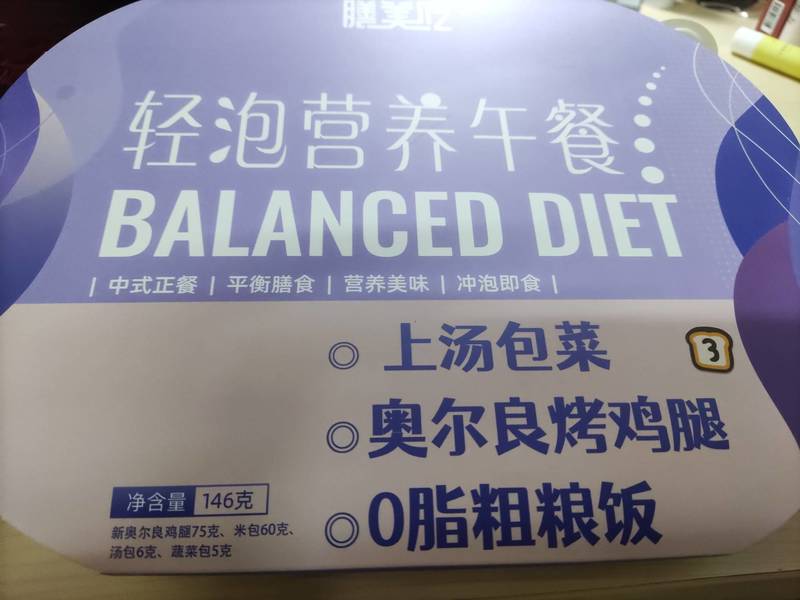 轻泡营养午餐
BALANCED DIET
| 中式正餐 | 平衡膳食 | 营养美味 | 冲泡即食 |
◎ 上汤包菜
3
◎ 奥尔良烤鸡腿
◎ 0脂粗粮饭
净含量 146克
新奥尔良鸡腿75克、米包60克、
汤包6克、蔬菜包5克